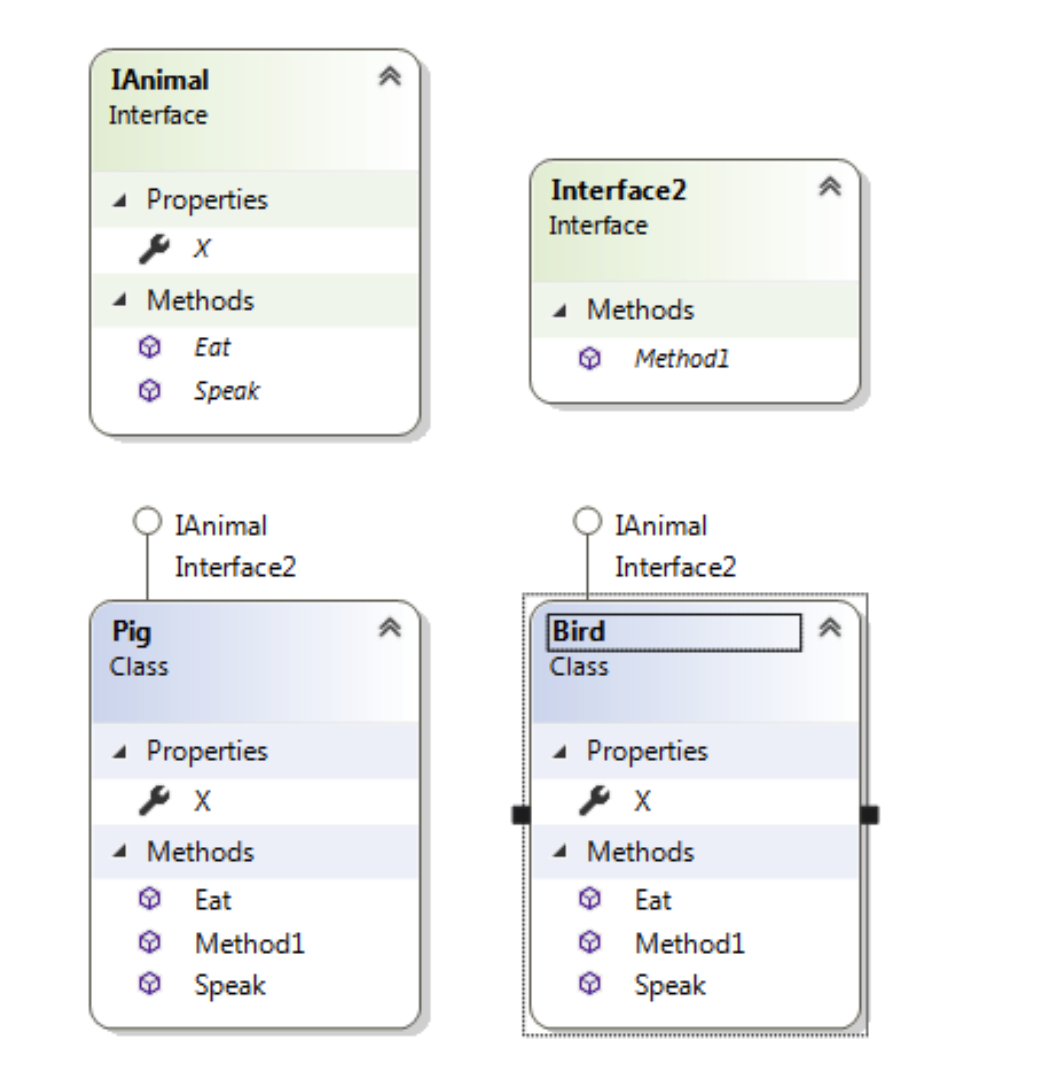 IAnimal
Interface
Properties
X
Methods
Eat
Speak
Interface2
Interface
Methods
Method1
IAnimal
Interface2
Pig
Class
Properties
X
Methods
Eat
Method1
Speak
IAnimal
Interface2
Bird
Class
Properties
X
Methods
Eat
Method1
Speak